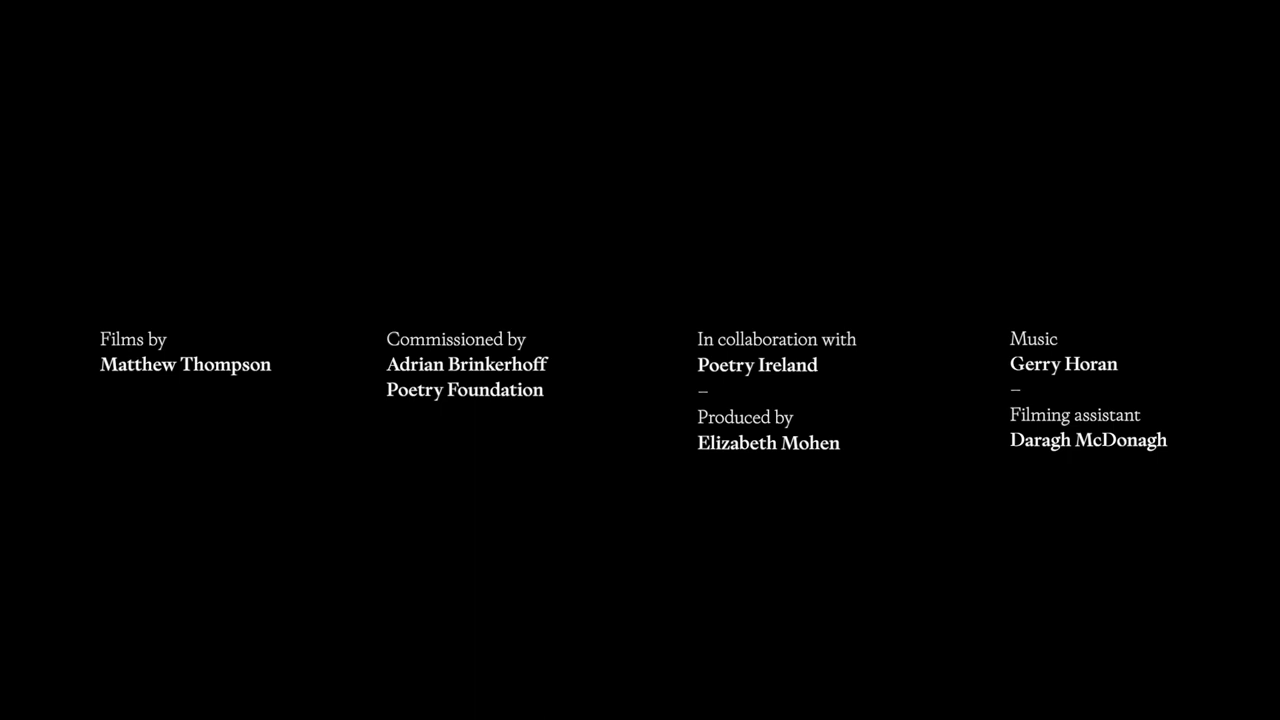 Films by
Matthew Thompson
Commissioned by
Adrian Brinkerhoff
Poetry Foundation
In collaboration with
Poetry Ireland
–
Produced by
Elizabeth Mohen
Music
Gerry Horan
–
Filming assistant
Daragh McDonagh